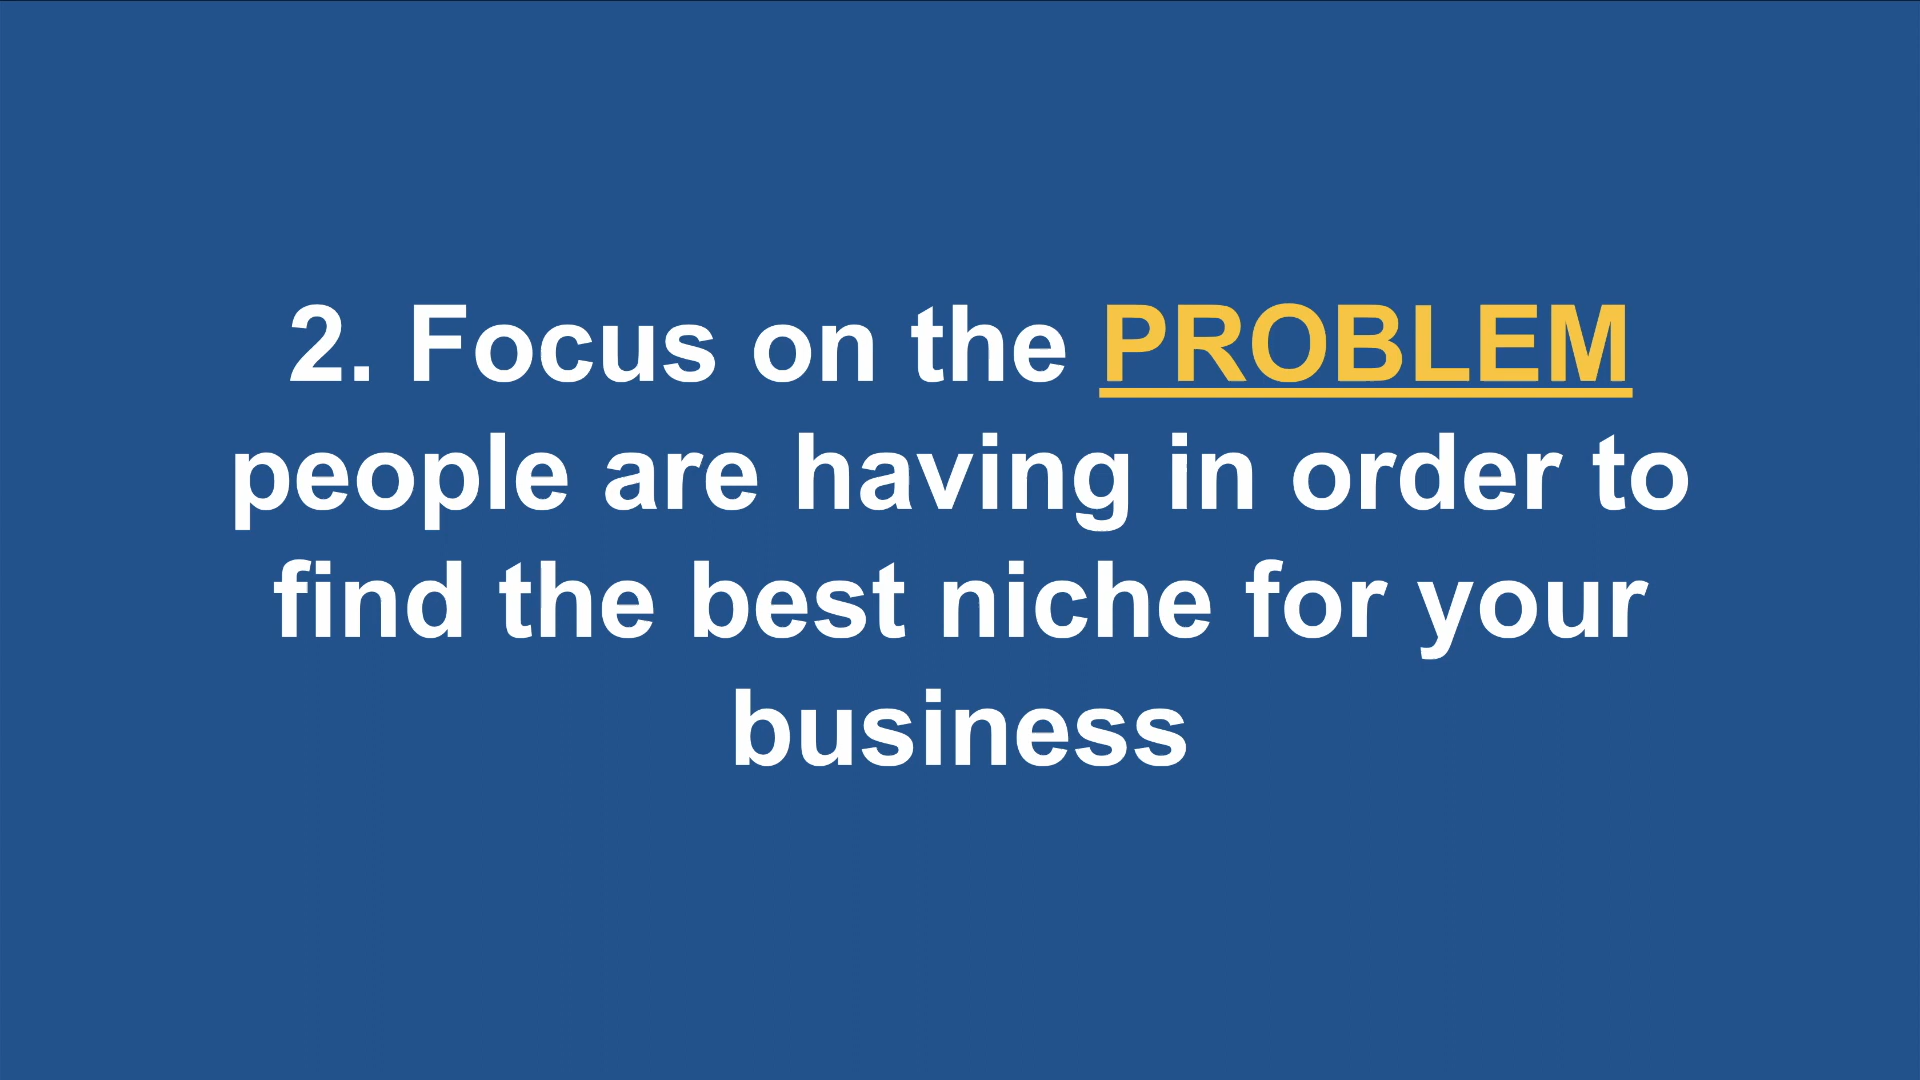 2. Focus on the PROBLEM
people are having in order to
find the best niche for your
business